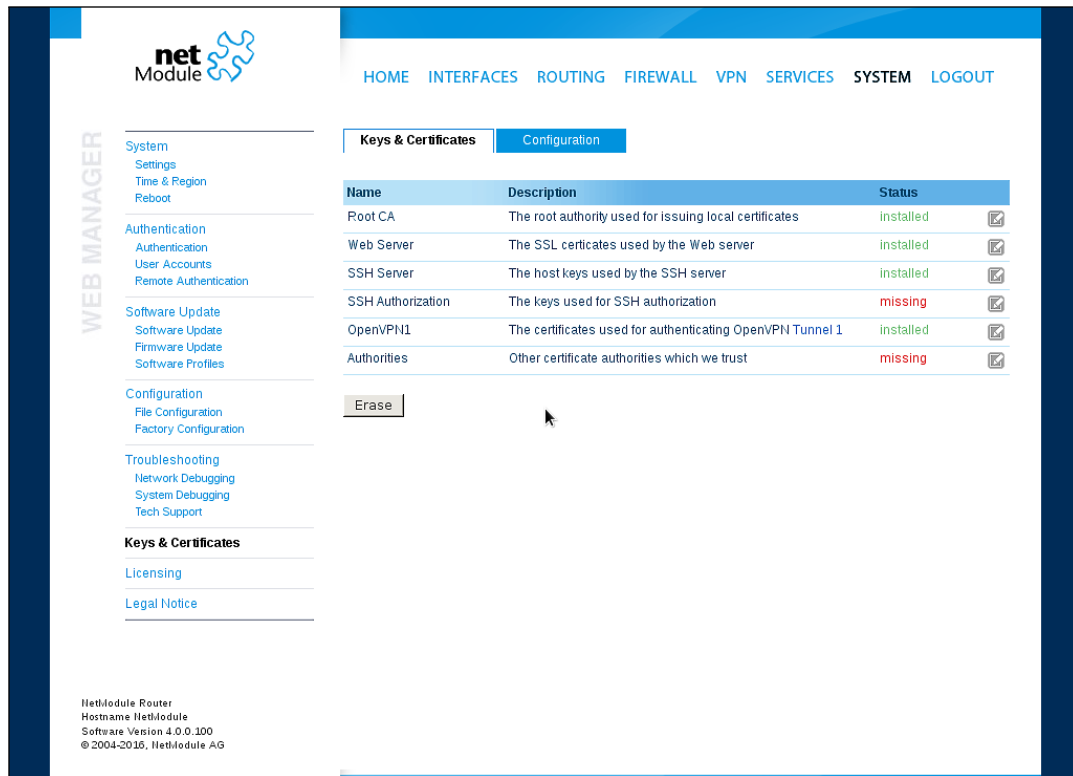 net
Module
HOME INTERFACES ROUTING FIREWALL VPN SERVICES SYSTEM LOGOUT
WEB MANAGER
System
Settings
Time & Region
Reboot
Authentication
Authentication
User Accounts
Remote Authentication
Software Update
Software Update
Firmware Update
Software Profiles
Configuration
File Configuration
Factory Configuration
Troubleshooting
Network Debugging
System Debugging
Tech Support
Keys & Certificates
Licensing
Legal Notice
Keys & Certificates Configuration
Name Description Status
Root CA The root authority used for issuing local certificates installed
Web Server The SSL certicates used by the Web server installed
SSH Server The host keys used by the SSH server installed
SSH Authorization The keys used for SSH authorization missing
OpenVPN1 The certificates used for authenticating OpenVPN Tunnel 1 installed
Authorities Other certificate authorities which we trust missing
Erase
NetModule Router
Hostname NetModule
Software Version 4.0.0.100
© 2004-2016, NetModule AG